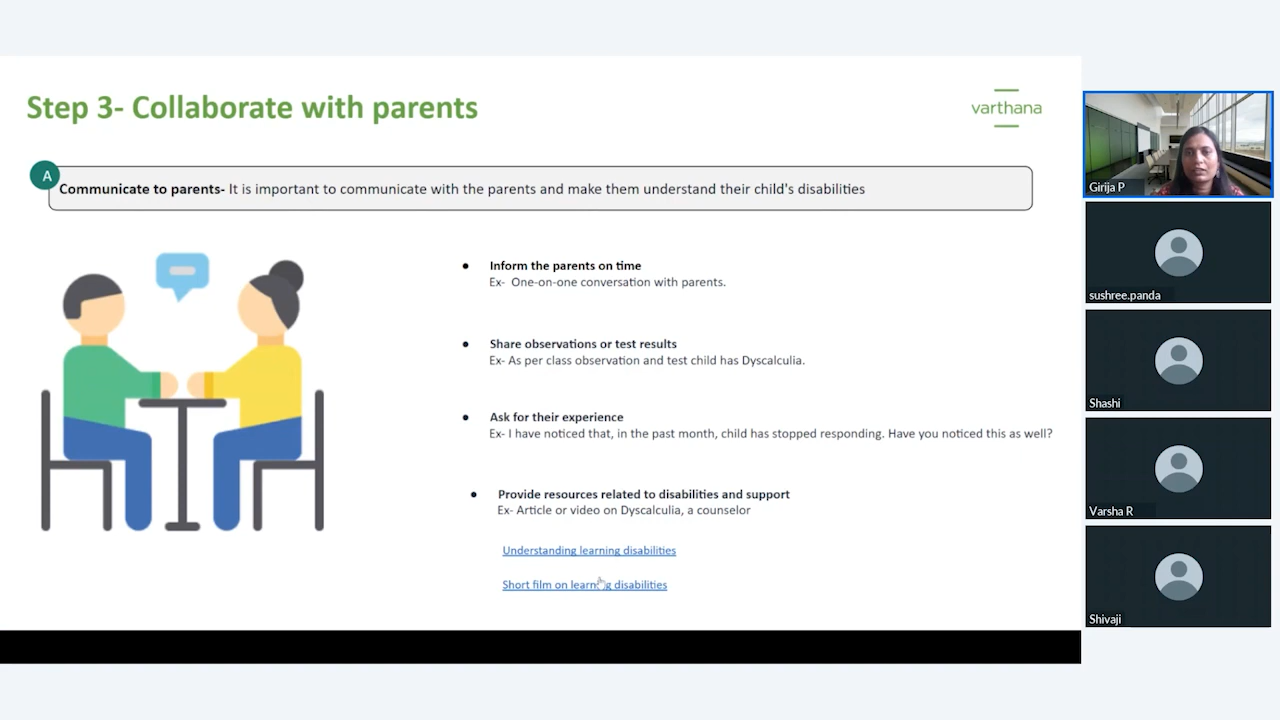 Step 3- Collaborate with parents
varthana
A
Communicate to parents- It is important to communicate with the parents and make them understand their child's disabilities
● Inform the parents on time
Ex- One-on-one conversation with parents.
● Share observations or test results
Ex- As per class observation and test child has Dyscalculia.
● Ask for their experience
Ex- I have noticed that, in the past month, child has stopped responding. Have you noticed this as well?
● Provide resources related to disabilities and support
Ex- Article or video on Dyscalculia, a counselor
Understanding learning disabilities
Short film on learning disabilities
Girija P
sushree.panda
Shashi
Varsha R
Shivaji